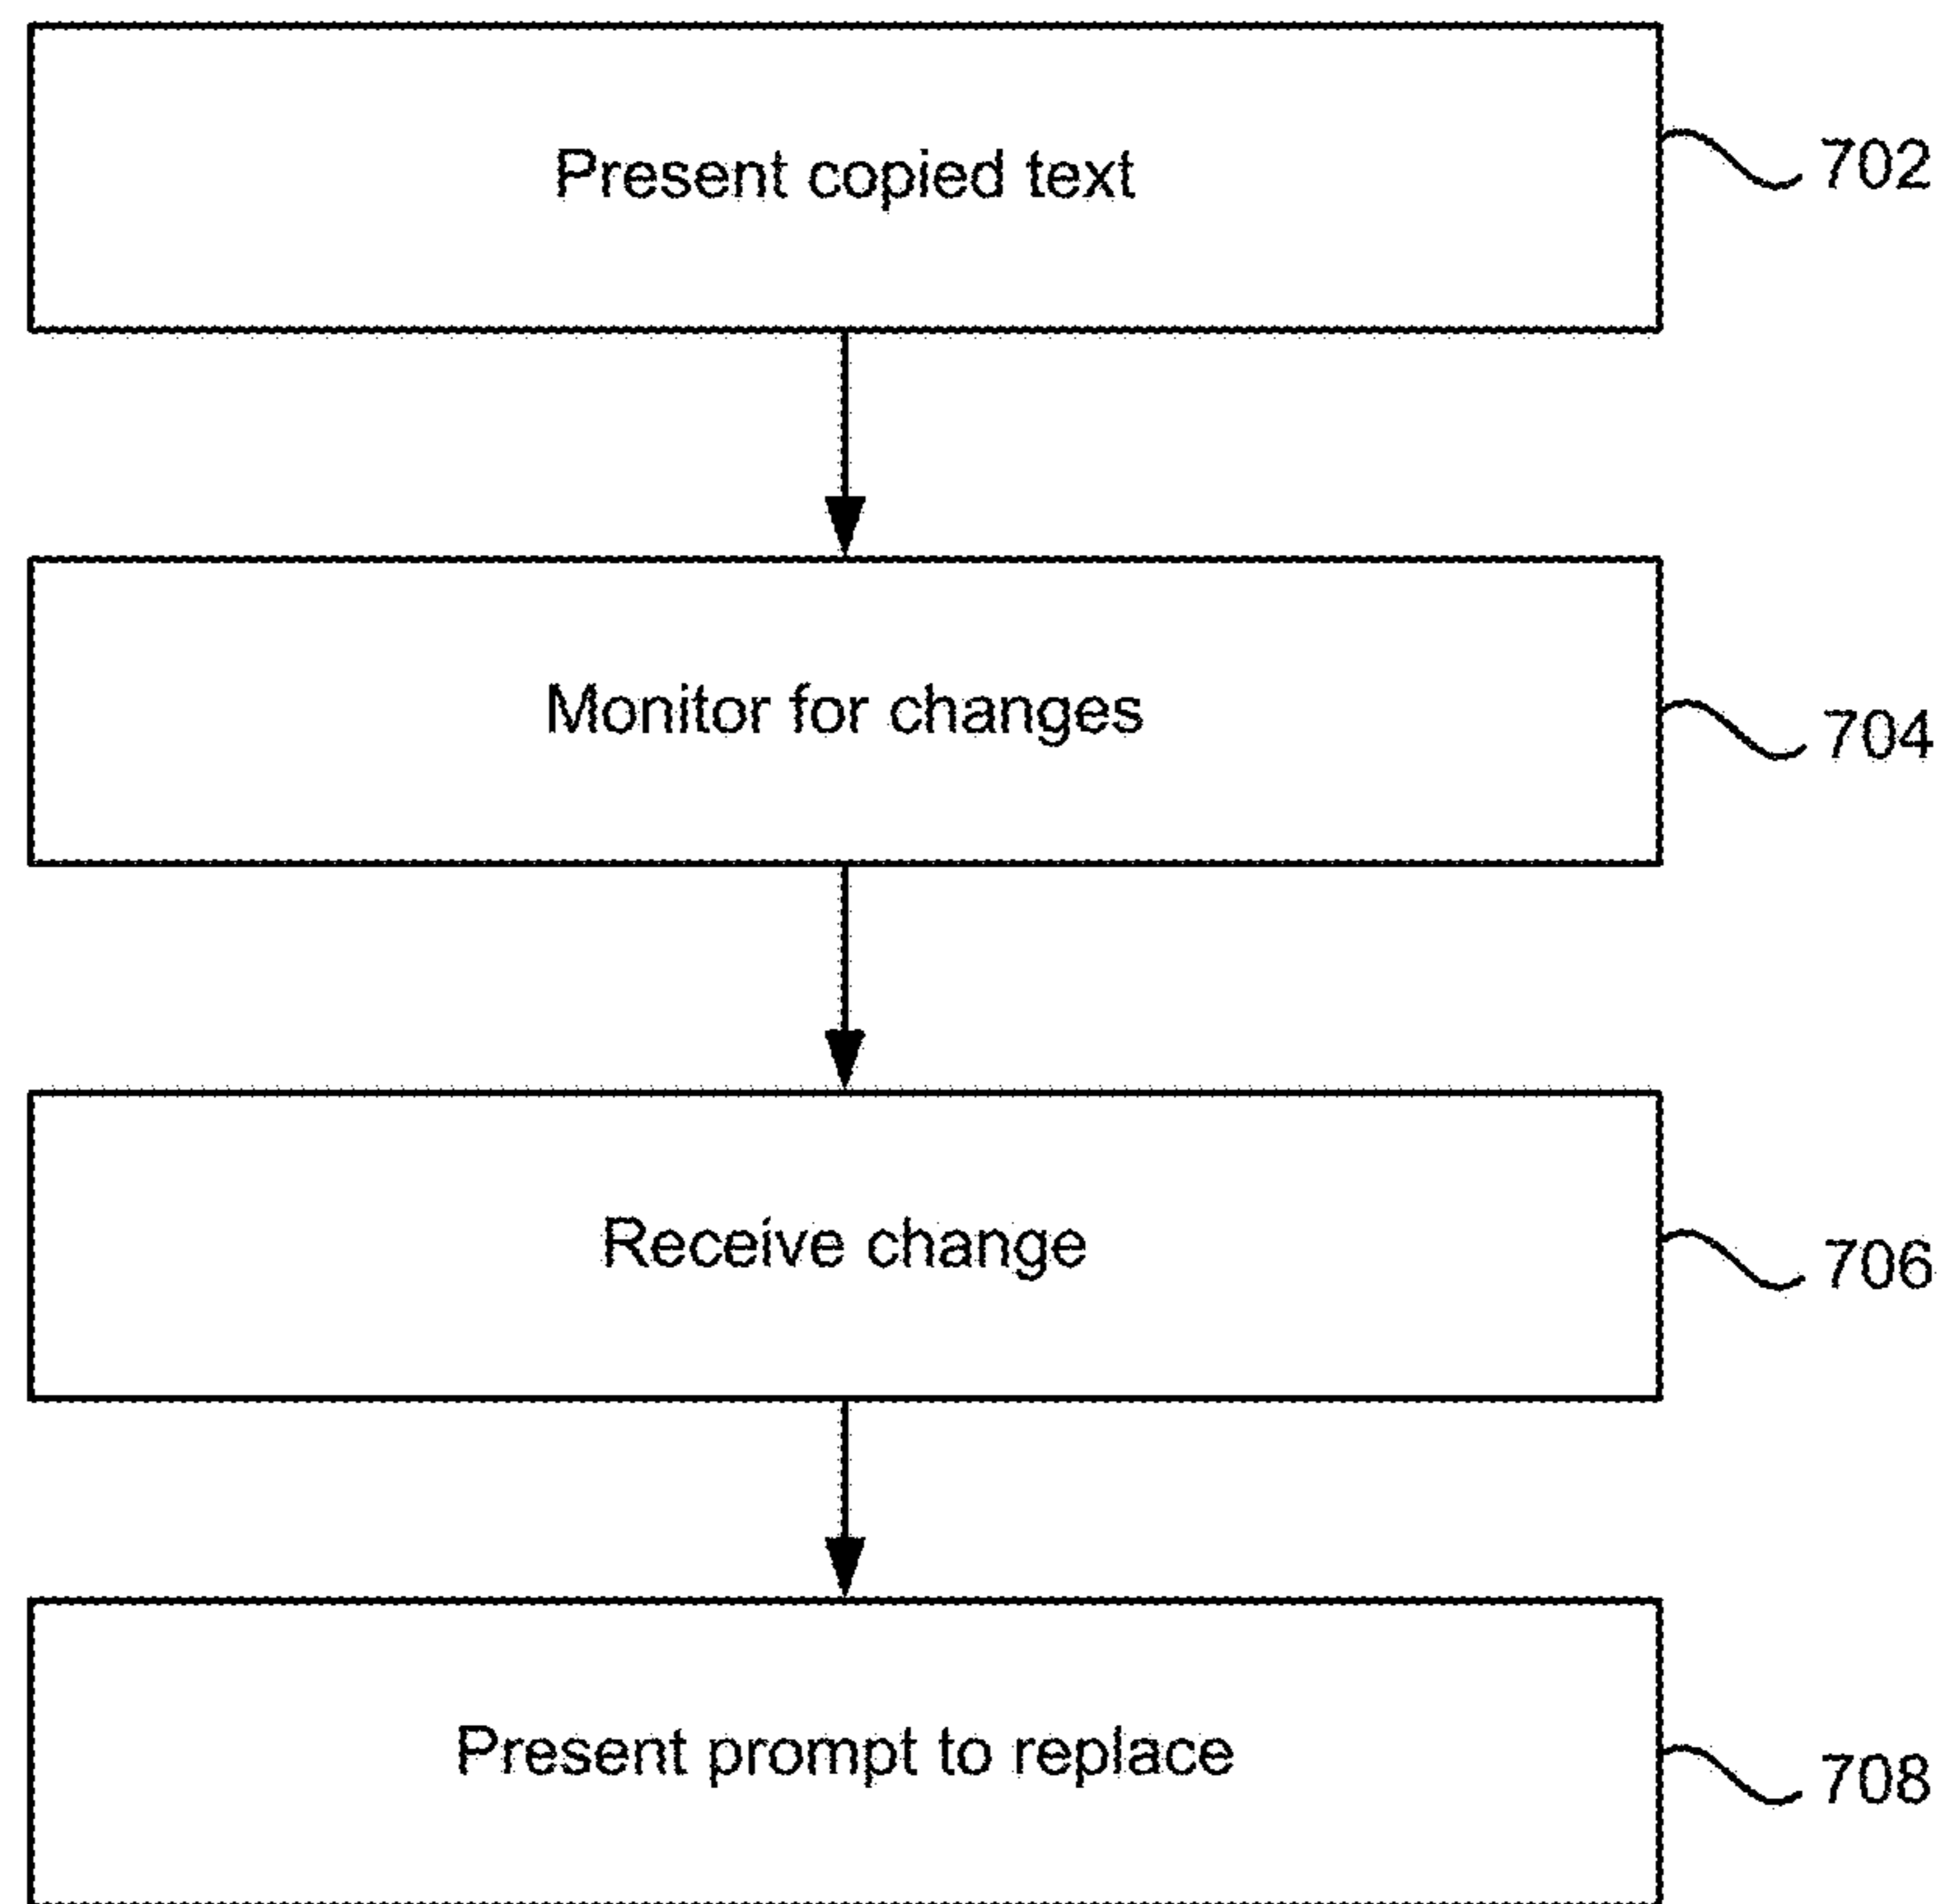 Present copied text
702
Monitor for changes
704
Receive change
706
Present prompt to replace
708